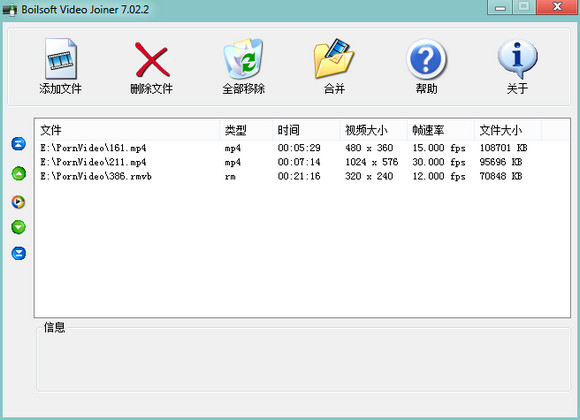 Boilsoft Video Joiner 7.02.2
添加文件 删除文件 全部移除 合并 帮助 关于
文件 类型 时间 视频大小 帧速率 文件大小
E:\PornVideo\161.mp4 mp4 00:05:29 480 x 360 15.000 fps 108701 KB
E:\PornVideo\211.mp4 mp4 00:07:14 1024 x 576 30.000 fps 95696 KB
E:\PornVideo\386.rmvb rm 00:21:16 320 x 240 12.000 fps 70848 KB
信息